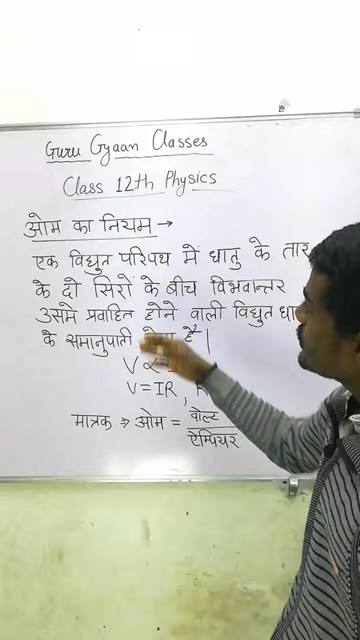 Guru Gyaan Classes
Class 12th Physics
ओम का नियम →
एक विद्युत परिपथ में धातु के तार
के दो सिरों के बीच विभवान्तर
उसमे प्रवाहित होने वाली विद्युत
के समानुपाती है |
V ∝
V = IR , R
मात्रक ⇒ ओम = वोल्ट / ऐम्पियर